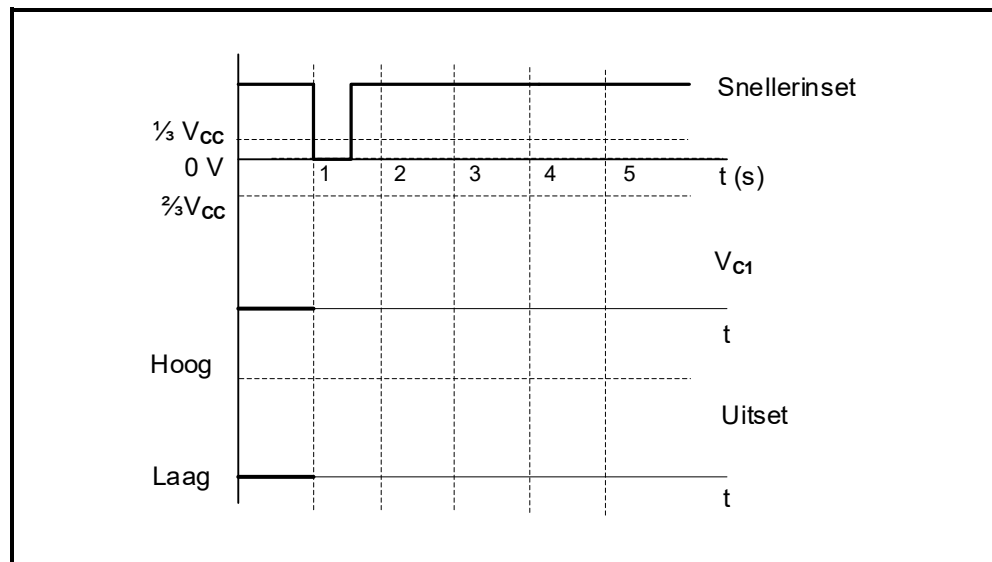 Snellerinset
⅓ VCC
0 V
1 2 3 4 5 t (s)
⅔VCC
VC1
t
Hoog
Uitset
Laag
t